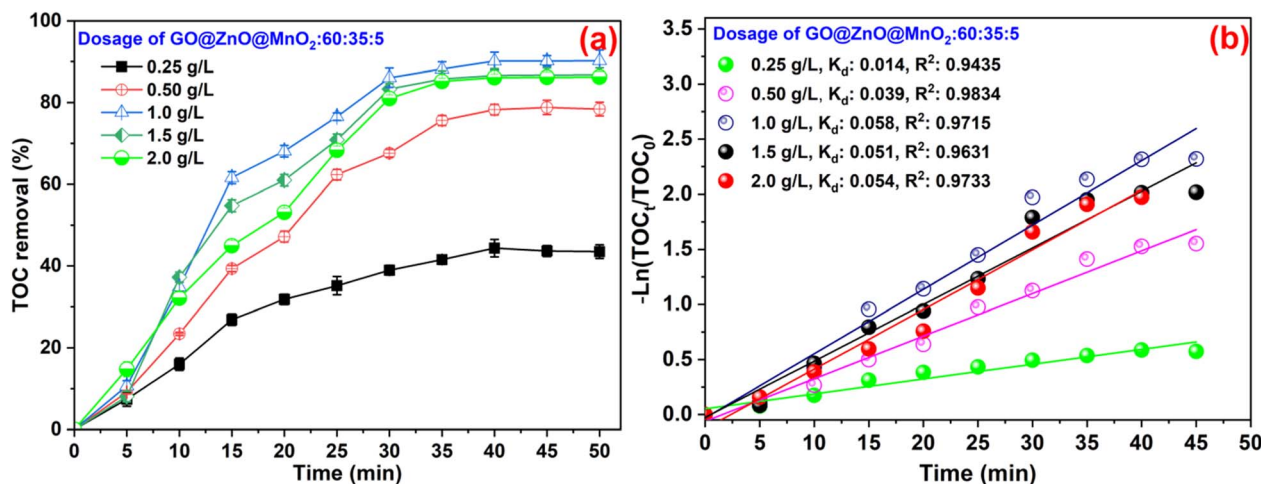 (a)
Dosage of GO@ZnO@MnO₂:60:35:5
0.25 g/L
0.50 g/L
1.0 g/L
1.5 g/L
2.0 g/L
TOC removal (%)
100
80
60
40
20
0
0 5 10 15 20 25 30 35 40 45 50
Time (min)
(b)
Dosage of GO@ZnO@MnO₂:60:35:5
0.25 g/L, K_d: 0.014, R²: 0.9435
0.50 g/L, K_d: 0.039, R²: 0.9834
1.0 g/L, K_d: 0.058, R²: 0.9715
1.5 g/L, K_d: 0.051, R²: 0.9631
2.0 g/L, K_d: 0.054, R²: 0.9733
-Ln(TOC_t/TOC₀)
3.5
3.0
2.5
2.0
1.5
1.0
0.5
0.0
0 5 10 15 20 25 30 35 40 45 50
Time (min)